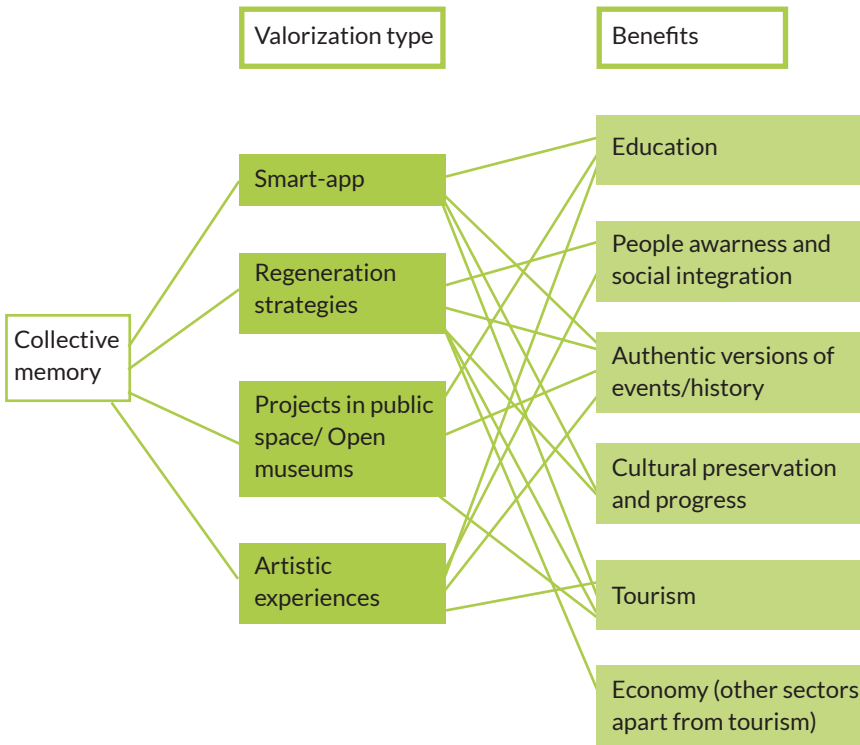 Valorization type
Benefits
Collective
memory
Smart-app
Regeneration
strategies
Projects in public
space/ Open
museums
Artistic
experiences
Education
People awarness and
social integration
Authentic versions of
events/history
Cultural preservation
and progress
Tourism
Economy (other sectors
apart from tourism)